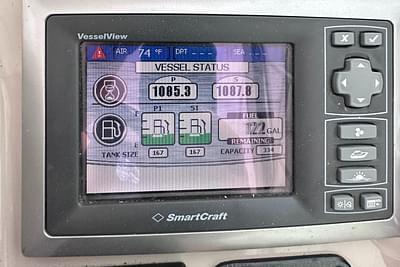 VesselView
AIR 74 °F DPT ---- SEA ----
VESSEL STATUS
P S
1085.3 1087.8
P1 S1 FUEL
F
122 GAL
E REMAINING
TANK SIZE 167 167 CAPACITY 334
SmartCraft